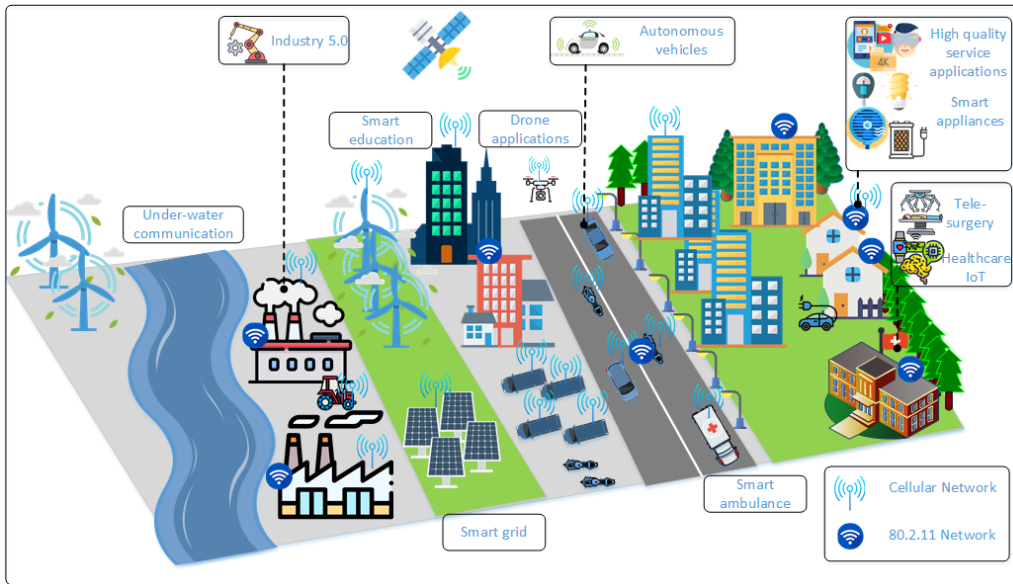 Industry 5.0
Autonomous
vehicles
High quality
service
applications
4K
Smart
appliances
Smart
education
Drone
applications
Under-water
communication
Tele-
surgery
Healthcare
IoT
Smart
ambulance
Smart grid
Cellular Network
80.2.11 Network